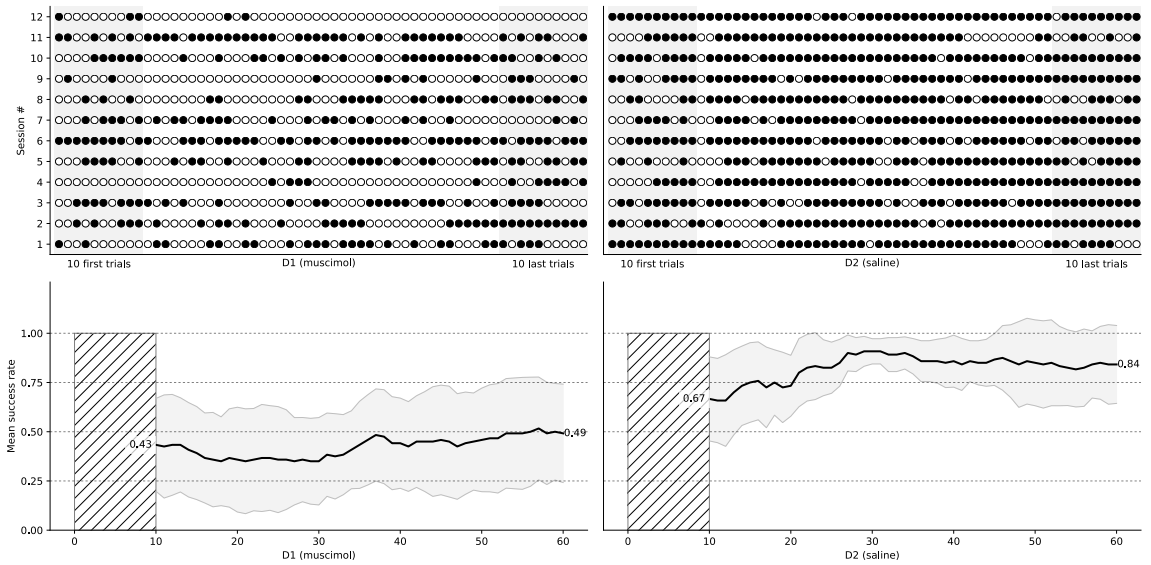 12
11
10
9
8
7
6
5
4
3
2
1
Session #
10 first trials
D1 (muscimol)
10 last trials
10 first trials
D2 (saline)
10 last trials
1.00
0.75
0.50
0.25
0.00
Mean success rate
0.43
0.49
0 10 20 30 40 50 60
D1 (muscimol)
0.67
0.84
0 10 20 30 40 50 60
D2 (saline)